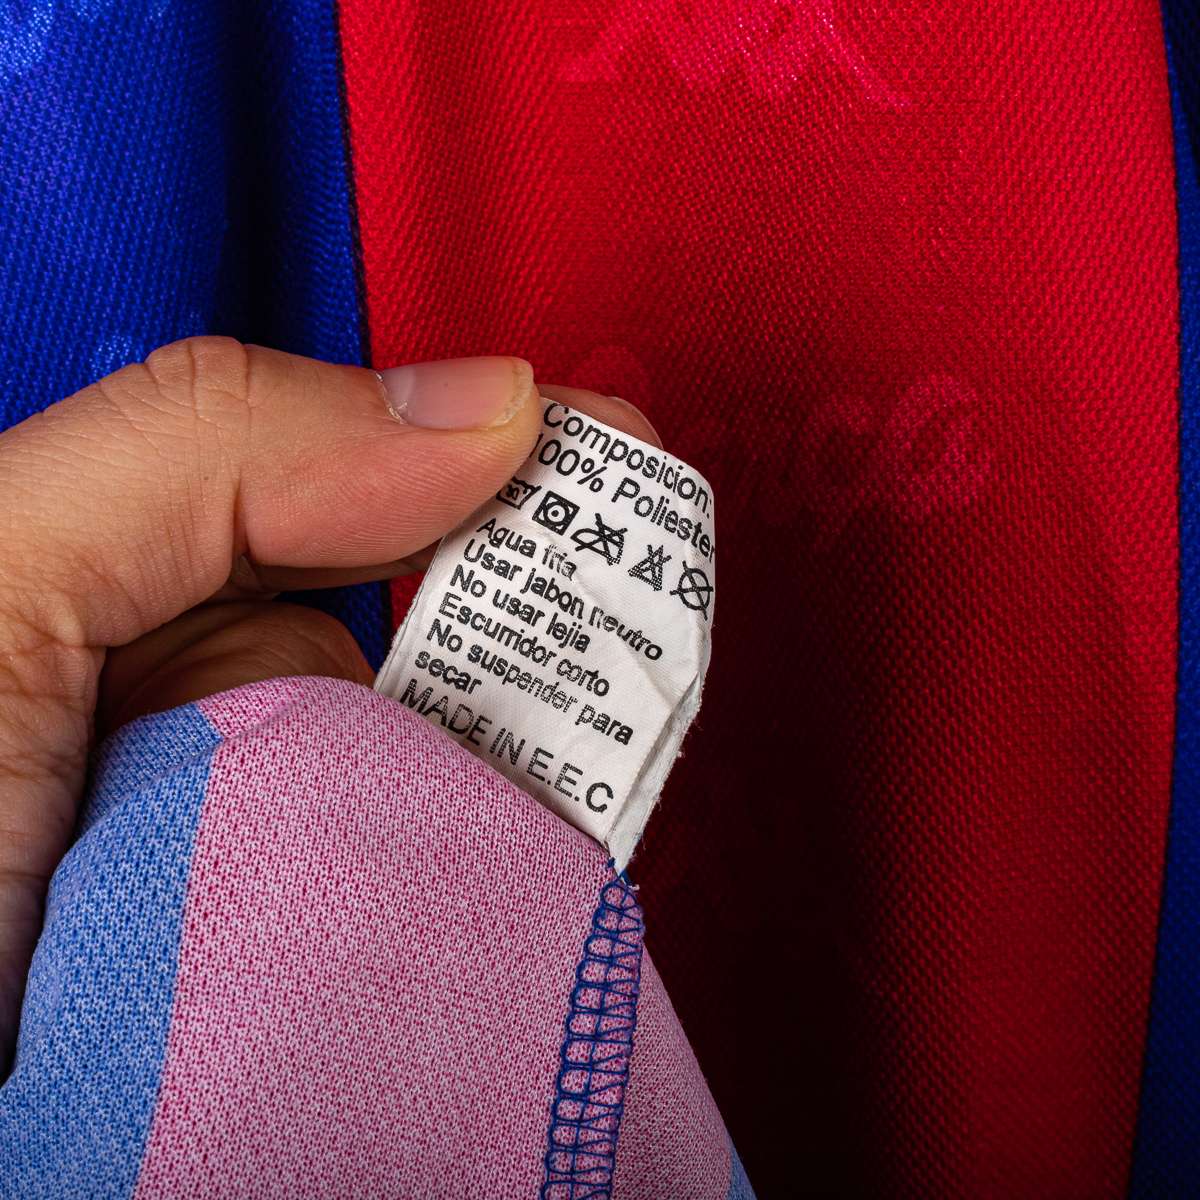 Composicion:
100% Poliester
30
Agua fria
Usar jabon neutro
No usar lejia
Escurridor corto
No suspender para
secar
MADE IN E.E.C